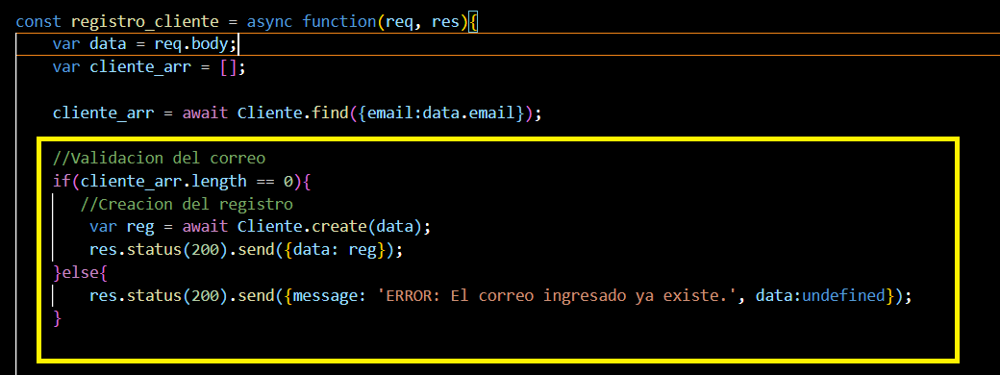 const registro_cliente = async function(req, res){
var data = req.body;
var cliente_arr = [];
cliente_arr = await Cliente.find({email:data.email});
//Validacion del correo
if(cliente_arr.length == 0){
//Creacion del registro
var reg = await Cliente.create(data);
res.status(200).send({data: reg});
}else{
res.status(200).send({message: 'ERROR: El correo ingresado ya existe.', data:undefined});
}